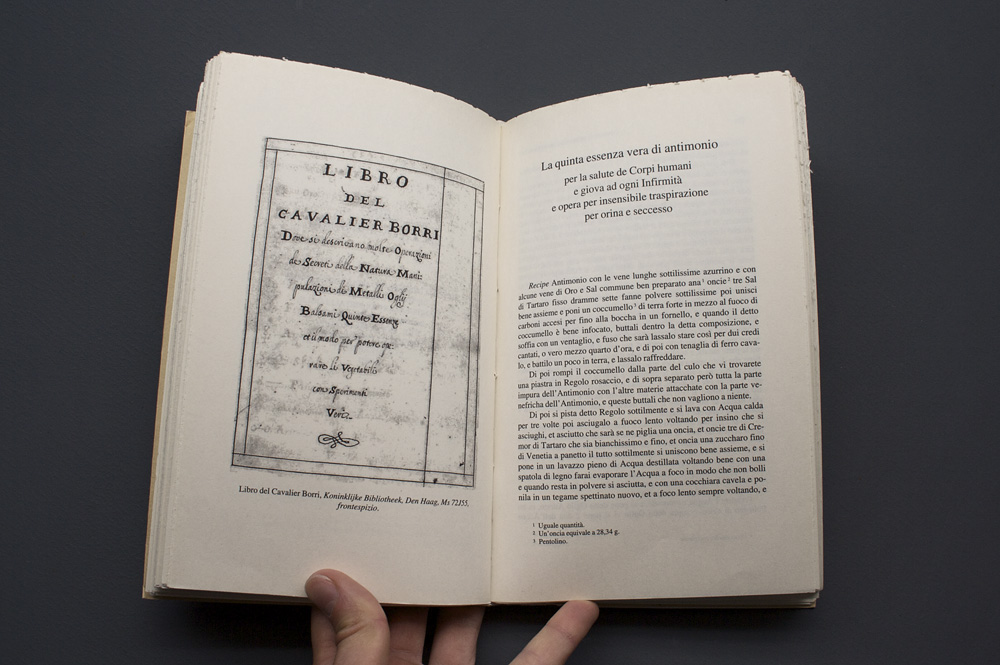 LIBRO
DEL
CAVALIER BORRI
Dove si descrivano molte Operazioni
de Secreti della Natura Mani:
pulazioni di Metalli Oglij
Balsami Quinte Essenze
et il modo per potere ope:
rare li Vegetabili
con Sperimenti
Veri
Libro del Cavalier Borri, Koninklijke Bibliotheek, Den Haag, Ms 72J55,
frontespizio.
La quinta essenza vera di antimonio
per la salute de Corpi humani
e giova ad ogni Infirmità
e opera per insensibile traspirazione
per orina e seccesso
Recipe Antimonio con le vene lunghe sottilissime azurrino e con
alcune vene di Oro e Sal commune ben preparato ana¹ oncie² tre Sal
di Tartaro fisso dramme sette fanne polvere sottilissime poi unisci
bene assieme e poni un coccumello³ di terra forte in mezzo al fuoco di
carboni accesi per fino alla boccha in un fornello, e quando il detto
coccumello è bene infocato, buttali dentro la detta composizione, e
soffia con un ventaglio, e fuso che sarà lassalo stare così per dui credi
cantati, o vero mezzo quarto d'ora, e di poi con tenaglia di ferro cava-
lo, e battilo un poco in terra, e lassalo raffreddare.
Di poi rompi il coccumello dalla parte del culo che vi trovarete
una piastra in Regolo rosaccio, e di sopra separato però tutta la parte
impura dell'Antimonio con l'altre materie attacchate con la parte ve-
nefricha dell'Antimonio, e queste buttali che non vagliono a niente.
Di poi si pista detto Regolo sottilmente e si lava con Acqua calda
per tre volte poi asciugalo a fuoco lento voltando per insino che si
asciughi, et asciutto che sarà se ne piglia una oncia, et oncie tre di Cre-
mor di Tartaro che sia bianchissimo e fino, et oncia una zuccharo fino
di Venetia a panetto il tutto sottilmente si uniscono bene assieme, e si
pone in un lavazzo pieno di Acqua destillata voltando bene con una
spatola di legno farai evaporare l'Acqua a foco in modo che non bolli
e quando resta in polvere si asciutta, e con una cocchiara cavela e po-
nila in un tegame spettinato nuovo, et a foco lento sempre voltando, e
¹ Uguale quantità.
² Un'oncia equivale a 28,34 g.
³ Pentolino.